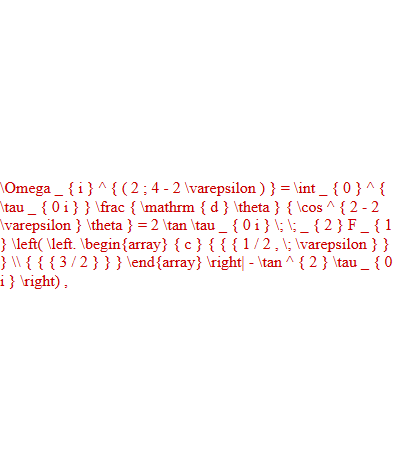 \Omega _ { i } ^ { ( 2 ; 4 - 2 \varepsilon ) } = \int _ { 0 } ^ {
\tau _ { 0 i } } \frac { \mathrm { d } \theta } { \cos ^ { 2 - 2
\varepsilon } \theta } = 2 \tan \tau _ { 0 i } \; \; _ { 2 } F _ { 1
} \left( \left. \begin{array} { c } { { { 1 / 2 , \; \varepsilon } }
} \\ { { { 3 / 2 } } } \end{array} \right| - \tan ^ { 2 } \tau _ { 0
i } \right) ,